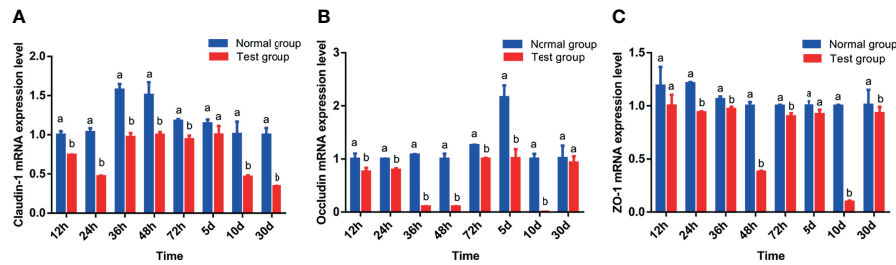 A
Claudin-1 mRNA expression level
Normal group
Test group
2.0
1.5
1.0
0.5
0.0
a b a b a b a b a b a a a b a b
12h 24h 36h 48h 72h 5d 10d 30d
Time
B
Occludin mRNA expression level
Normal group
Test group
3
2
1
0
a b a b a b a b a b a b a b a a
12h 24h 36h 48h 72h 5d 10d 30d
Time
C
ZO-1 mRNA expression level
Normal group
Test group
1.5
1.0
0.5
0.0
a a a b a b a b a b a a a b a b
12h 24h 36h 48h 72h 5d 10d 30d
Time